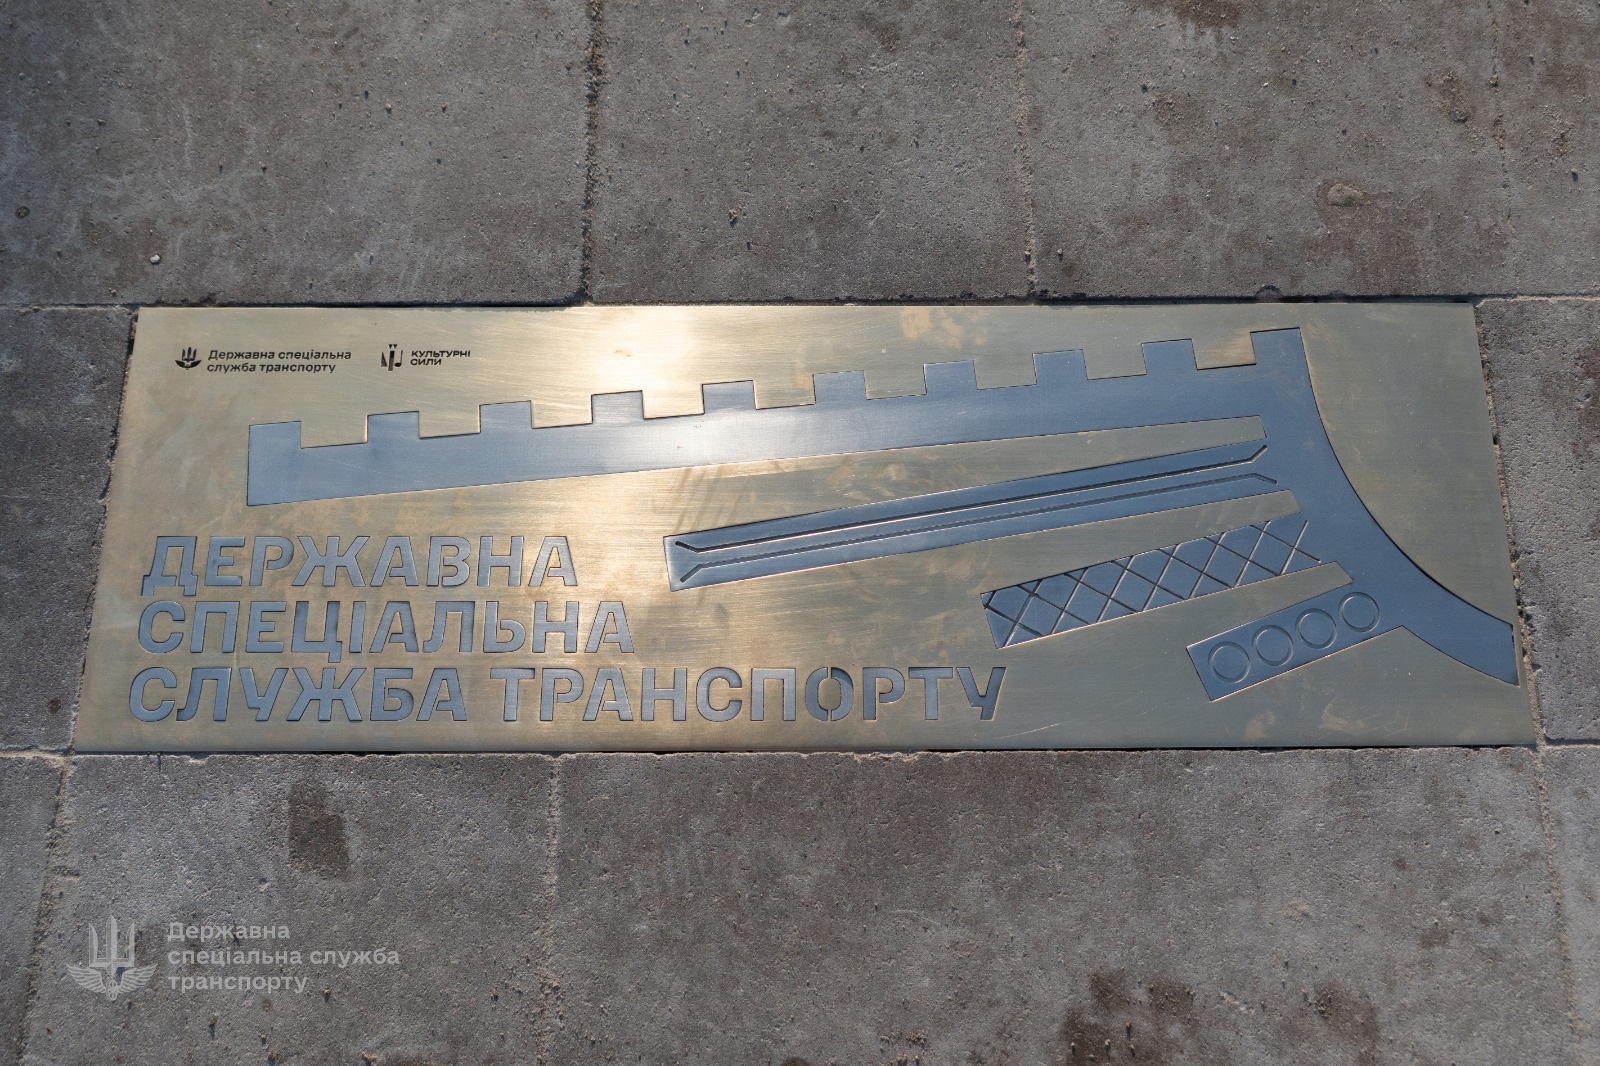 Державна спеціальна
служба транспорту
КУЛЬТУРНІ
СИЛИ
ДЕРЖАВНА
СПЕЦІАЛЬНА
СЛУЖБА ТРАНСПОРТУ
Державна
спеціальна служба
транспорту